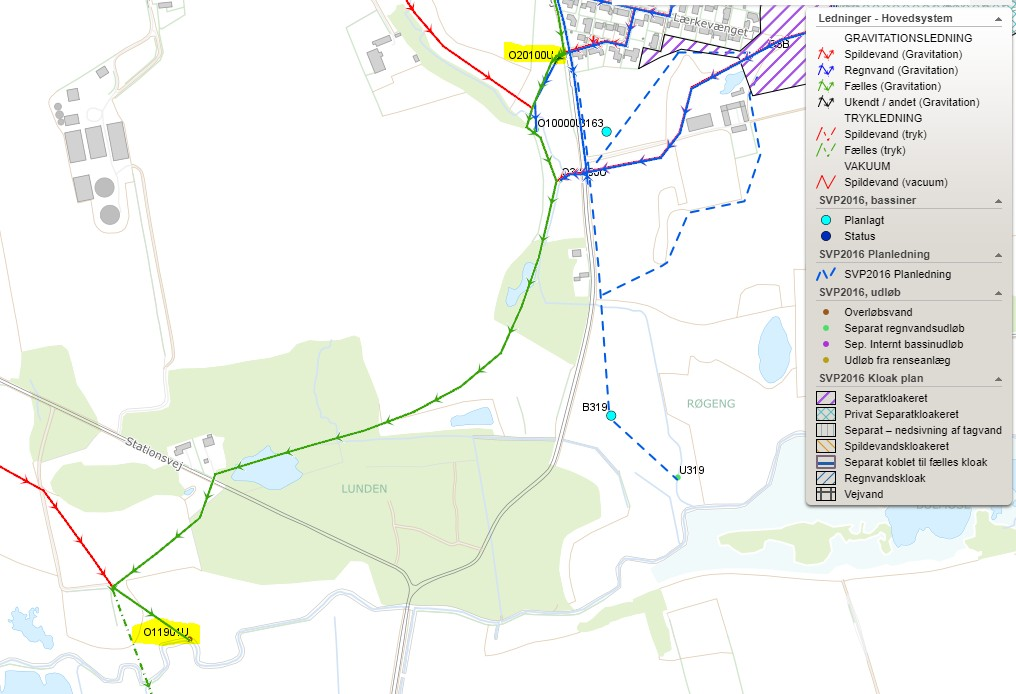 Lærkevænget
O20100U
O10000U
B163
Stationsvej
LUNDEN
B319
RØGENG
U319
O11901U
Ledninger - Hovedsystem
GRAVITATIONSLEDNING
Spildevand (Gravitation)
Regnvand (Gravitation)
Fælles (Gravitation)
Ukendt / andet (Gravitation)
TRYKLEDNING
Spildevand (tryk)
Fælles (tryk)
VAKUUM
Spildevand (vacuum)
SVP2016, bassiner
Planlagt
Status
SVP2016 Planledning
SVP2016 Planledning
SVP2016, udløb
Overløbsvand
Separat regnvandsudløb
Sep. Internt bassinudløb
Udløb fra renseanlæg
SVP2016 Kloak plan
Separatkloakeret
Privat Separatkloakeret
Separat – nedsivning af tagvand
Spildevandskloakeret
Separat koblet til fælles kloak
Regnvandskloak
Vejvand